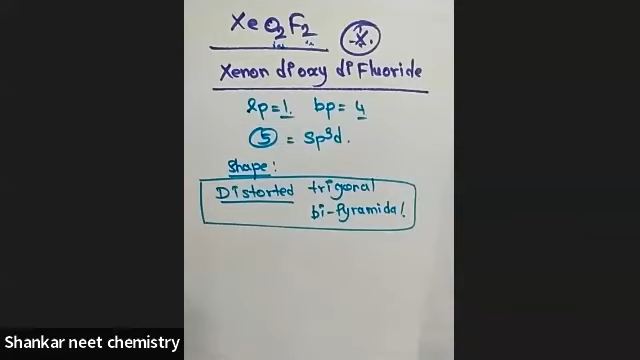 XeO2F2
-X.
Xenon dioxy diFluoride
lp=1. bp=4
5 = sp3d.
Shape:
Distorted trigonal
bi-pyramidal.
Shankar neet chemistry